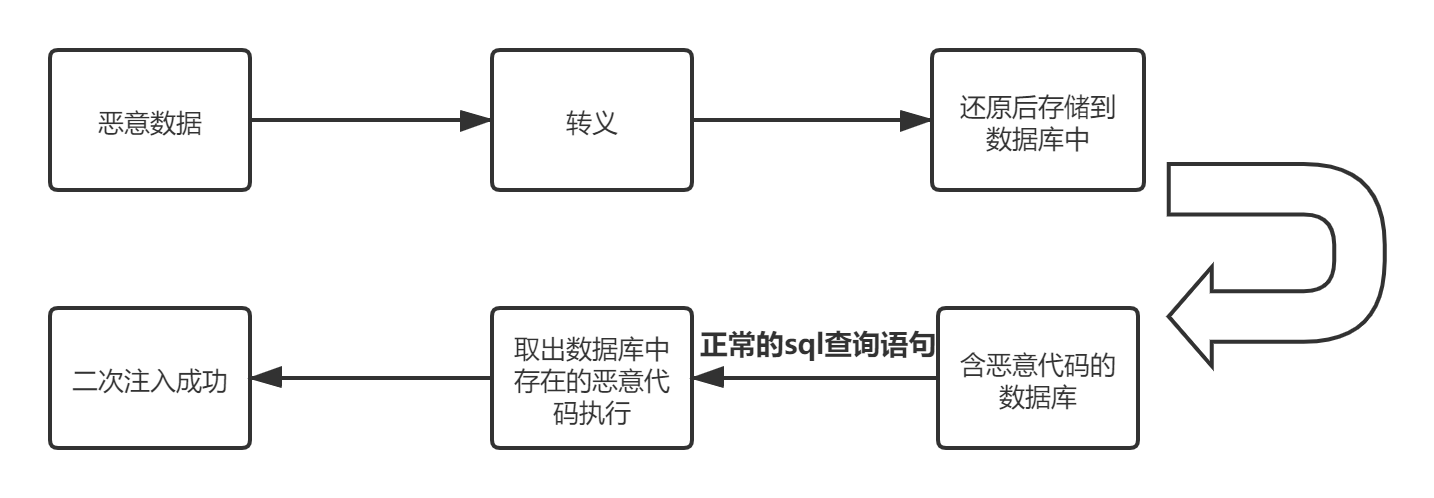 恶意数据
转义
还原后存储到
数据库中
正常的sql查询语句
含恶意代码的
数据库
取出数据库中
存在的恶意代
码执行
二次注入成功